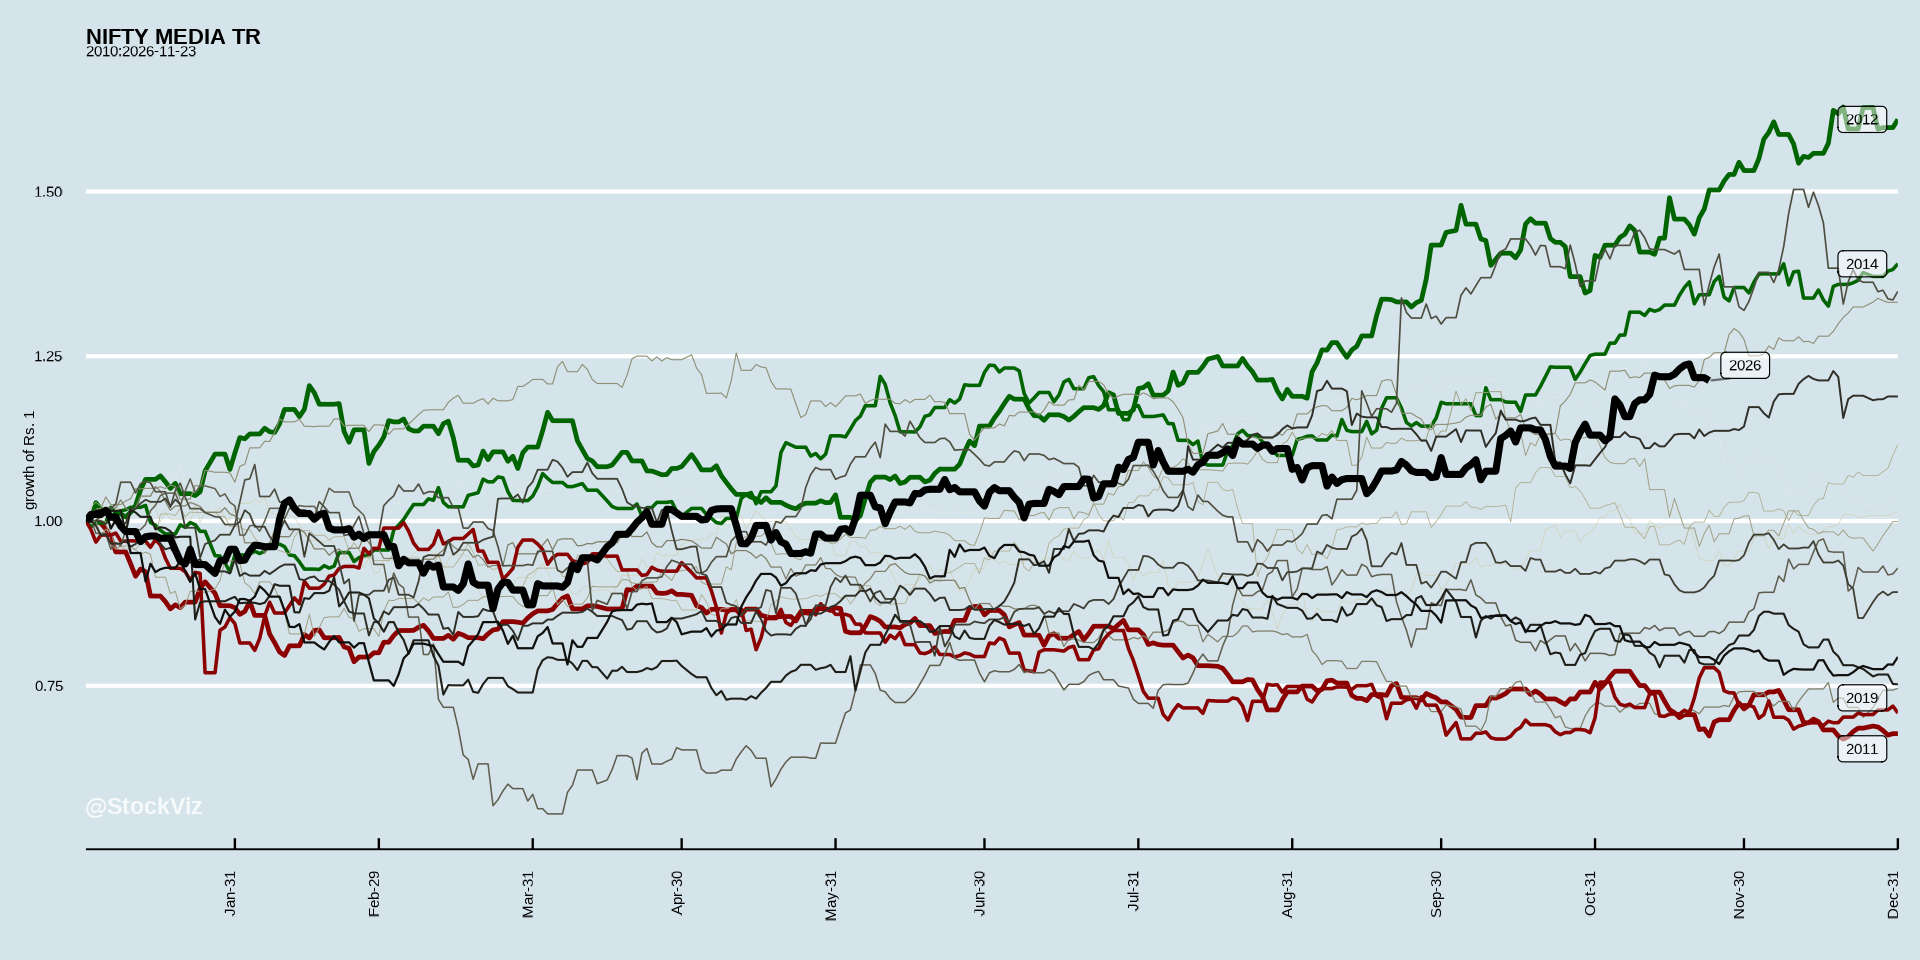 NIFTY MEDIA TR
2010:2026-11-23
growth of Rs. 1
1.50
1.25
1.00
0.75
2012
2014
2026
2019
2011
@StockViz
Jan-31
Feb-29
Mar-31
Apr-30
May-31
Jun-30
Jul-31
Aug-31
Sep-30
Oct-31
Nov-30
Dec-31